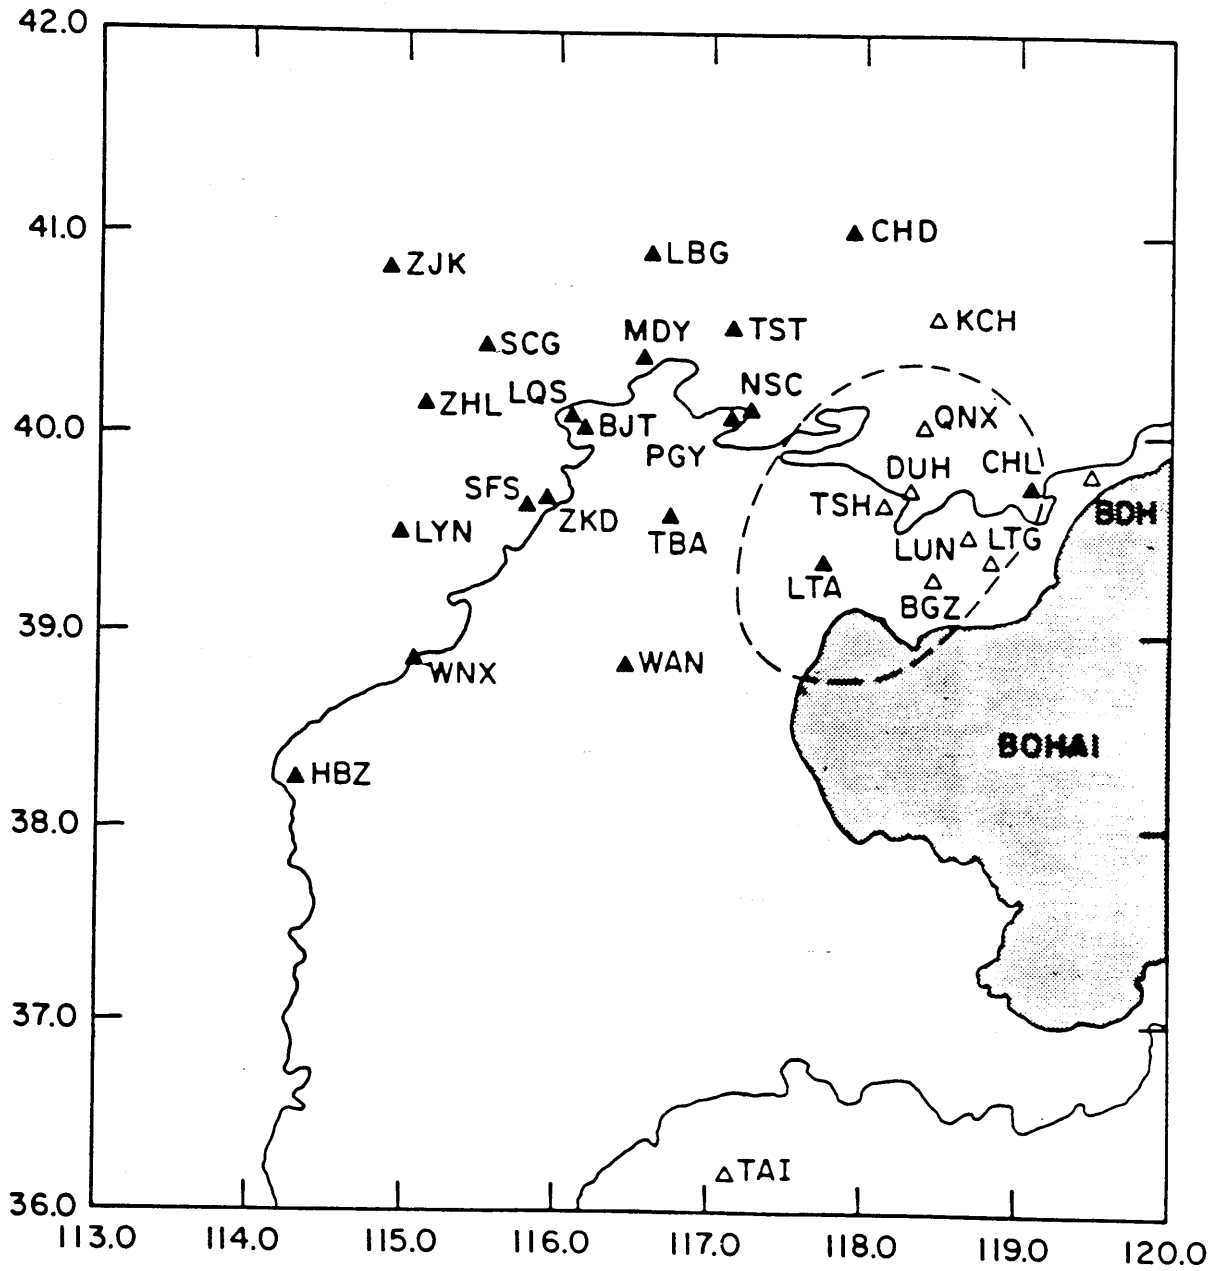 42.0
41.0
CHD
LBG
ZJK
KCH
MDY
TST
SCG
NSC
LQS
ZHL
QNX
40.0
BJT
PGY
DUH
CHL
SFS
TSH
BDH
ZKD
LYN
TBA
LUN
LTG
LTA
BGZ
39.0
WAN
WNX
BOHAI
HBZ
38.0
37.0
TAI
36.0
113.0
114.0
115.0
116.0
117.0
118.0
119.0
120.0